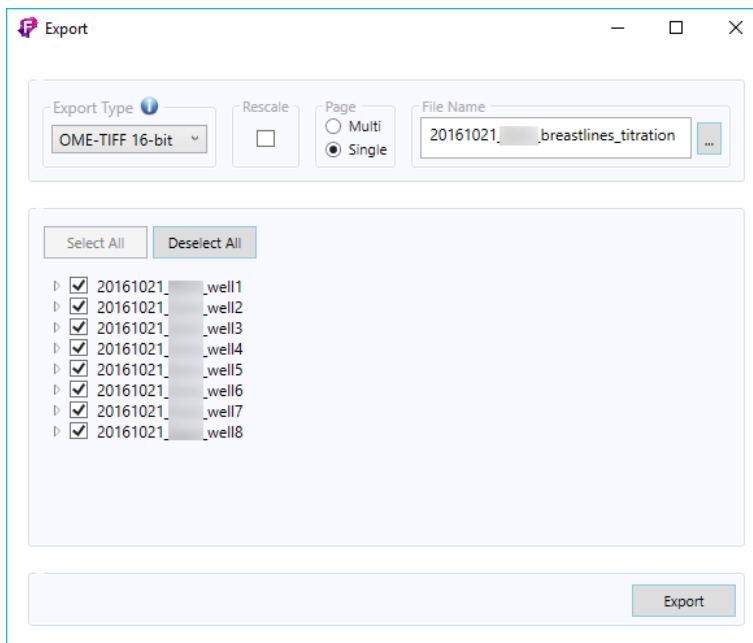 Export
Export Type
Rescale
Page
File Name
OME-TIFF 16-bit
Multi
Single
20161021_ _breastlines_titration
...
Select All
Deselect All
20161021_ _well1
20161021_ _well2
20161021_ _well3
20161021_ _well4
20161021_ _well5
20161021_ _well6
20161021_ _well7
20161021_ _well8
Export